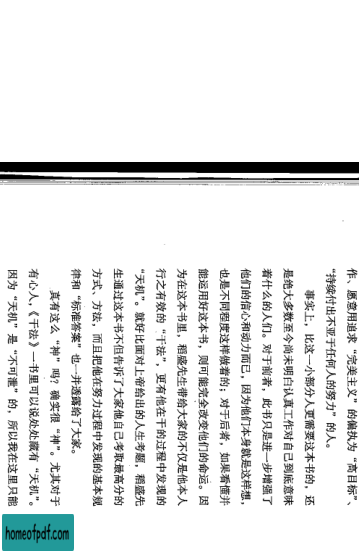 作、愿意用追求“完美主义”的偏执为“高目标”、
“持续付出不亚于任何人的努力”的人。
事实上，比这一小部分人更需要这本书的，还
是绝大多数至今尚未明白认真工作对自己到底意味
着什么的人们。对于前者，此书只是进一步增强了
他们的信心和动力而已，因为他们本身就是这样想，
也是不同程度这样做着的；对于后者，如果看懂并
能运用好这本书，则可能完全改变他们的命运。因
为在这本书里，稻盛先生带给大家的不仅是他本人
行之有效的“干法”，更有他在干的过程中发现的
“天机”。就好比面对上帝给出的人生考题，稻盛先
生通过这本书不但告诉了大家他自己考取最高分的
方式、方法，而且把他在努力过程中发现的基本规
律和“标准答案”也一并透露给了大家。
真有这么“神”吗？确实很“神”。尤其对于
有心人，《干法》一书里可以说处处藏有“天机”。
因为“天机”是“不可泄”的，所以我在这里只能
homeofpdf.com